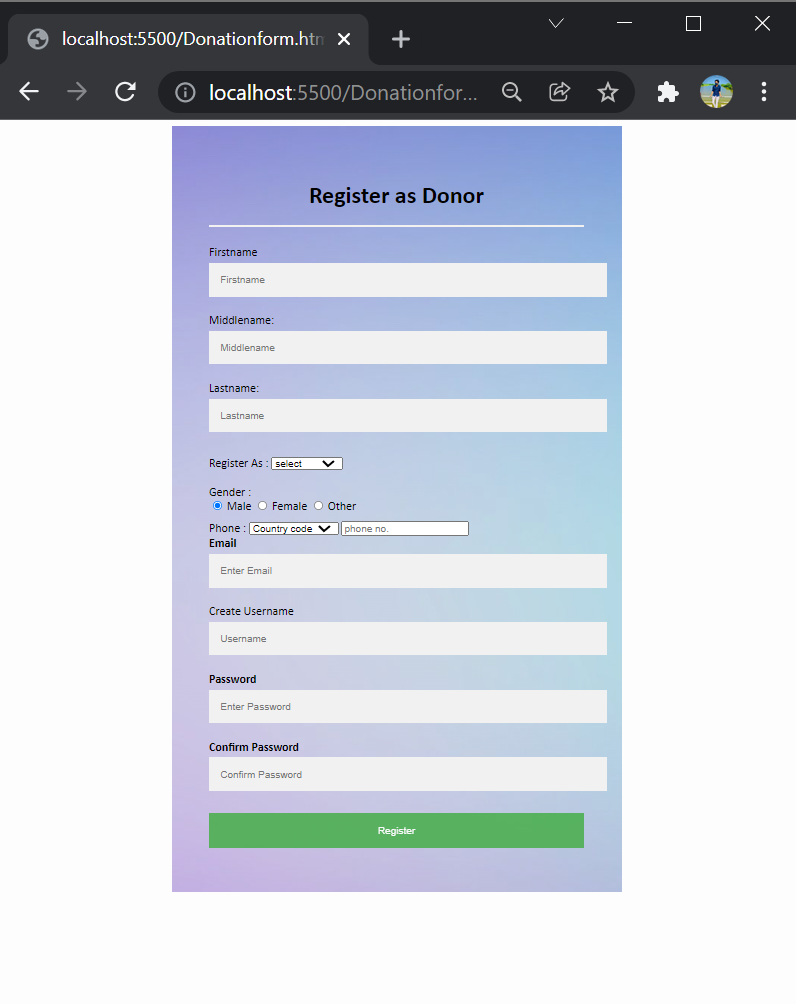 localhost:5500/Donationform.htm
localhost:5500/Donationfor...
Register as Donor
Firstname
Firstname
Middlename:
Middlename
Lastname:
Lastname
Register As : select
Gender :
Male Female Other
Phone : Country code phone no.
Email
Enter Email
Create Username
Username
Password
Enter Password
Confirm Password
Confirm Password
Register